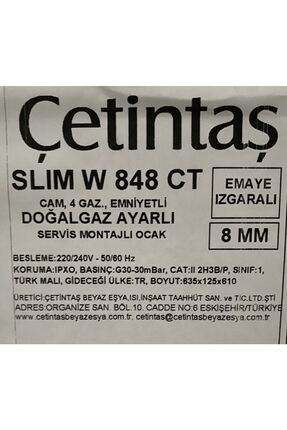 Çetintaş
SLIM W 848 CT
CAM, 4 GAZ., EMNİYETLİ
DOĞALGAZ AYARLI
SERVİS MONTAJLI OCAK
EMAYE
IZGARALI
8 MM
BESLEME:220/240V - 50/60 Hz
KORUMA:IPXO, BASINÇ:G30-30mBar, CAT:II 2H3B/P, SINIF:1,
TÜRK MALI, GİDECEĞİ ÜLKE:TR, BOYUT:635x125x610
ÜRETİCİ:ÇETİNTAŞ BEYAZ EŞYA,ISI,İNŞAAT TAAHHÜT SAN. ve TİC.LTD.ŞTİ
ADRES:ORGANİZE SAN. BÖL.10. CADDE NO:6 ESKİŞEHİR/TÜRKİYE
www.cetintasbeyazesya.com.tr, cetintas@cetintasbeyazesya.com.tr